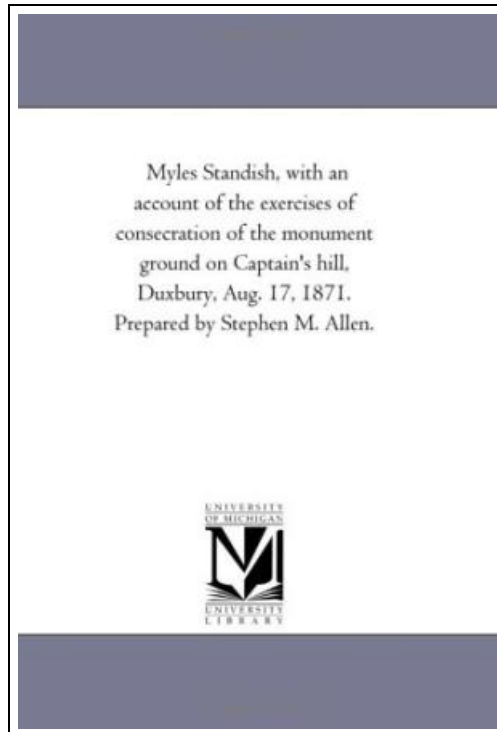 Myles Standish, with an
account of the exercises of
consecration of the monument
ground on Captain's hill,
Duxbury, Aug. 17, 1871.
Prepared by Stephen M. Allen.
UNIVERSITY
OF MICHIGAN
UNIVERSITY
LIBRARY